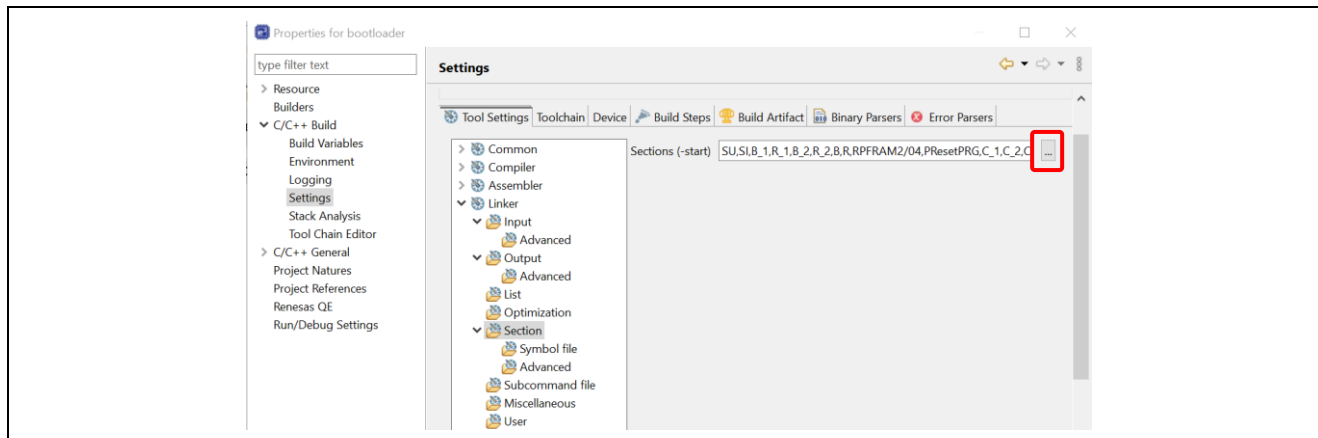 Properties for bootloader
type filter text
Resource
Builders
C/C++ Build
Build Variables
Environment
Logging
Settings
Stack Analysis
Tool Chain Editor
C/C++ General
Project Natures
Project References
Renesas QE
Run/Debug Settings
Settings
Tool Settings Toolchain Device Build Steps Build Artifact Binary Parsers Error Parsers
Common
Compiler
Assembler
Linker
Input
Advanced
Output
Advanced
List
Optimization
Section
Symbol file
Advanced
Subcommand file
Miscellaneous
User
Sections (-start) SU,SI,B_1,R_1,B_2,R_2,B,R,RPFRAM2/04,PResetPRG,C_1,C_2,C ...